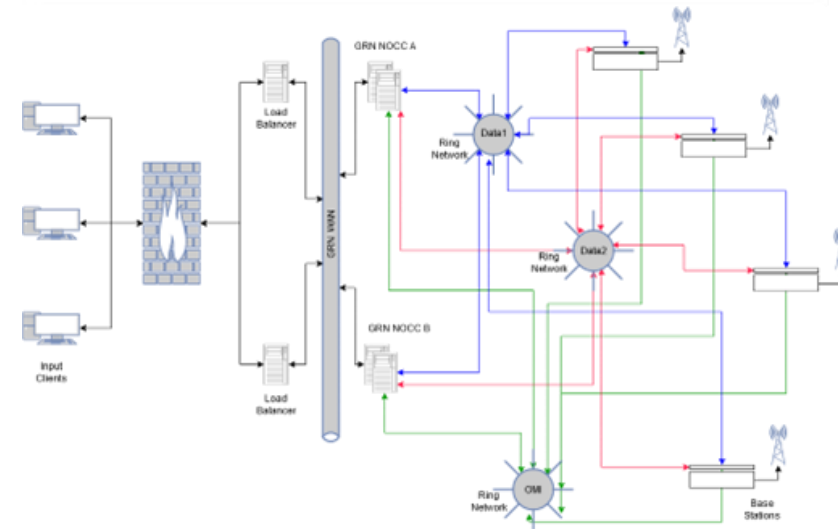 GRN NOCC A
Load
Balancer
Data1
Ring
Network
GRN WAN
Data2
Ring
Network
GRN NOCC B
Input
Clients
Load
Balancer
Ring
Network
OMI
Base
Stations